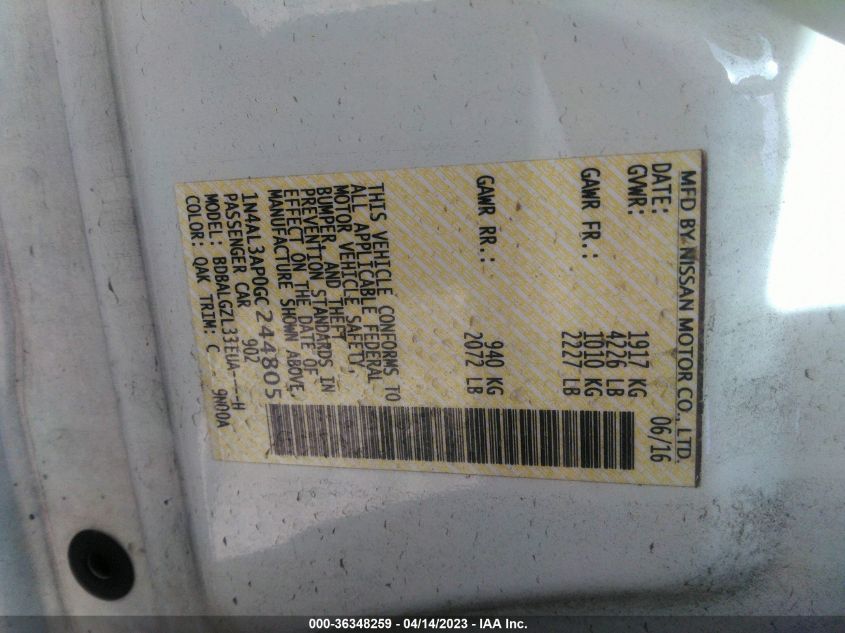 MFD BY NISSAN MOTOR CO., LTD.
DATE: 06/16
GVWR: 1917 KG
4226 LB
GAWR FR.: 1010 KG
2227 LB
GAWR RR.: 940 KG
2072 LB
THIS VEHICLE CONFORMS TO
ALL APPLICABLE FEDERAL
MOTOR VEHICLE SAFETY,
BUMPER, AND THEFT
PREVENTION STANDARDS IN
EFFECT ON THE DATE OF
MANUFACTURE SHOWN ABOVE.
1N4AL3AP0GC244805
PASSENGER CAR 90Z
MODEL: BDBALGZL33IEUA----H
COLOR: QAK TRIM: C 9N00A
000-36348259 - 04/14/2023 - IAA Inc.